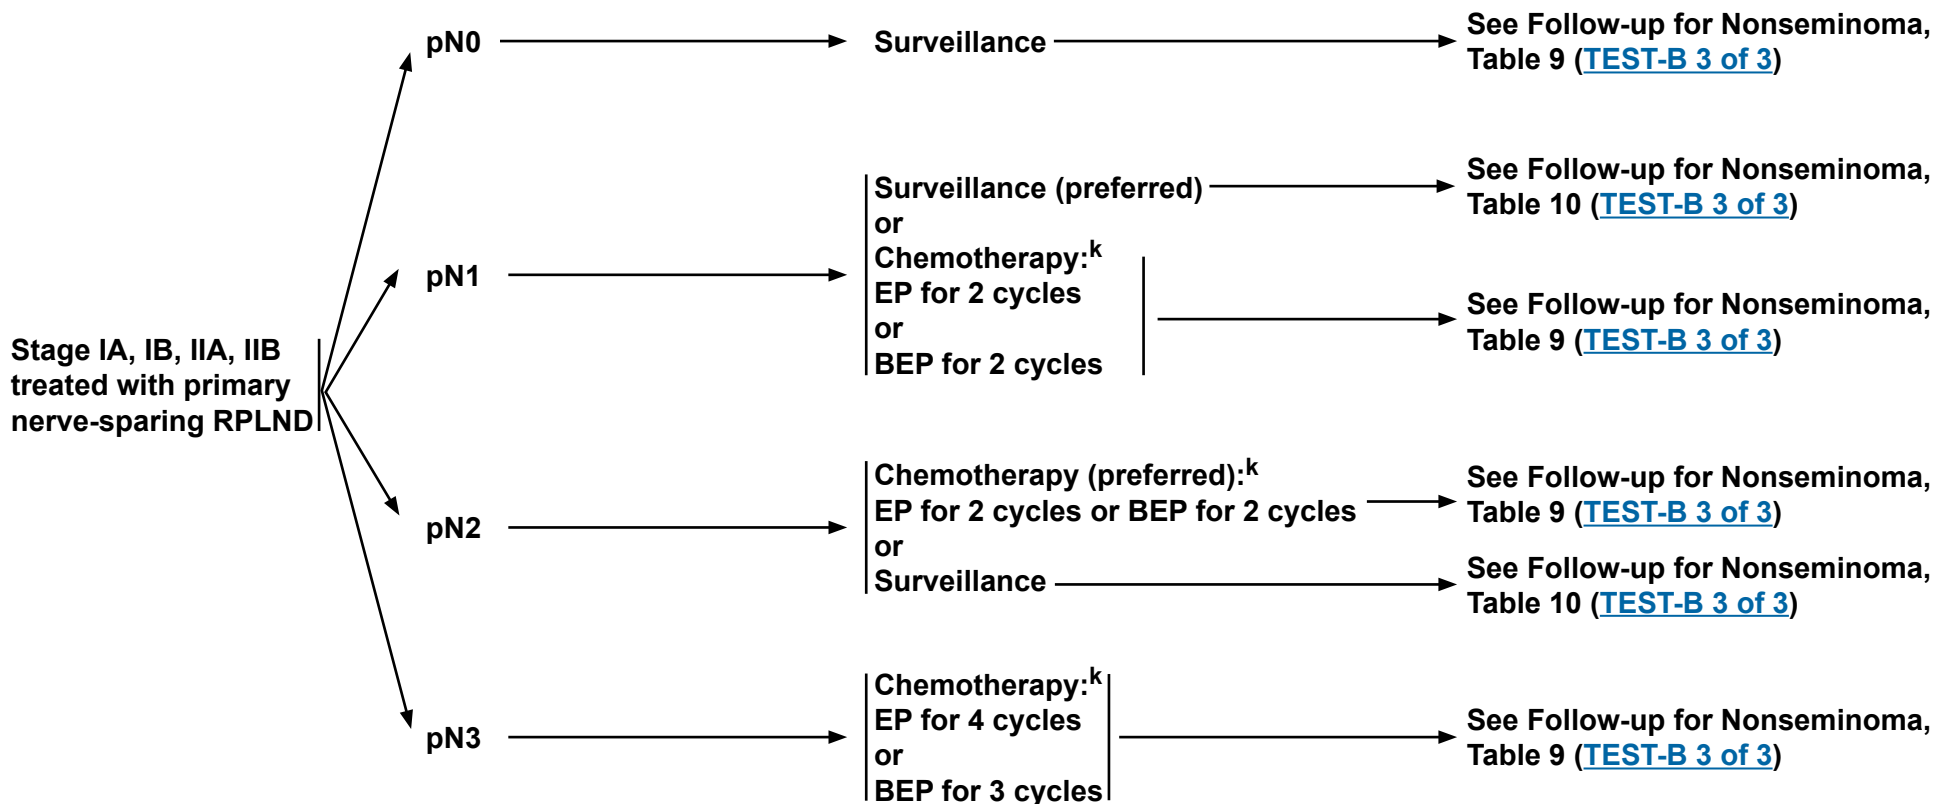 Stage IA, IB, IIA, IIB
treated with primary
nerve-sparing RPLND
pN0
Surveillance
See Follow-up for Nonseminoma,
Table 9 (TEST-B 3 of 3)
pN1
Surveillance (preferred)
or
Chemotherapy:k
EP for 2 cycles
or
BEP for 2 cycles
See Follow-up for Nonseminoma,
Table 10 (TEST-B 3 of 3)
See Follow-up for Nonseminoma,
Table 9 (TEST-B 3 of 3)
pN2
Chemotherapy (preferred):k
EP for 2 cycles or BEP for 2 cycles
or
Surveillance
See Follow-up for Nonseminoma,
Table 9 (TEST-B 3 of 3)
See Follow-up for Nonseminoma,
Table 10 (TEST-B 3 of 3)
pN3
Chemotherapy:k
EP for 4 cycles
or
BEP for 3 cycles
See Follow-up for Nonseminoma,
Table 9 (TEST-B 3 of 3)